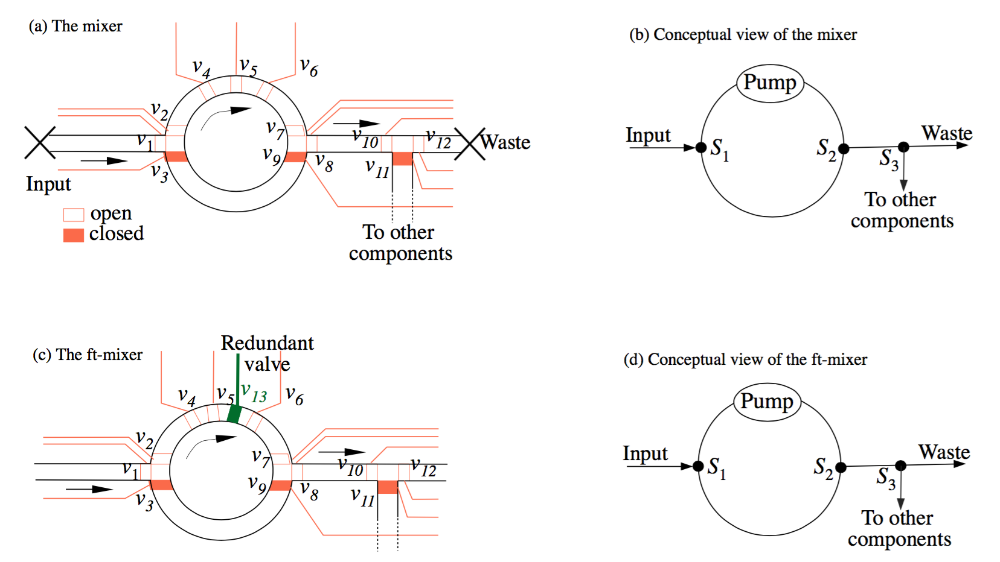 (a) The mixer
v4
v5
v6
v2
v1
v3
v7
v9
v8
v10
v11
v12
Waste
Input
open
closed
To other
components
(b) Conceptual view of the mixer
Pump
Input
S1
S2
S3
Waste
To other
components
(c) The ft-mixer
Redundant
valve
v4
v5
v13
v6
v2
v1
v3
v7
v9
v8
v10
v11
v12
(d) Conceptual view of the ft-mixer
Pump
Input
S1
S2
S3
Waste
To other
components